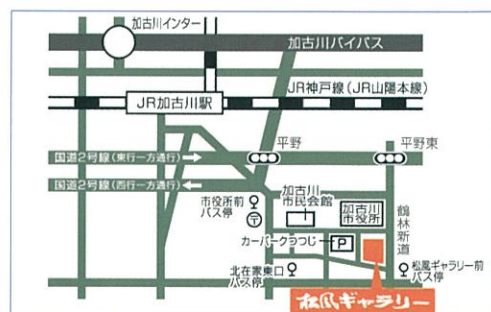 加古川インター
加古川バイパス
JR神戸線(JR山陽本線)
JR加古川駅
平野
平野東
国道2号線(東行一方通行)
国道2号線(西行一方通行)
市役所前
バス停
加古川
市民会館
加古川
市役所
鶴林新道
カーパークつつじ
P
北在家東口
バス停
松風ギャラリー前
バス停
松風ギャラリー